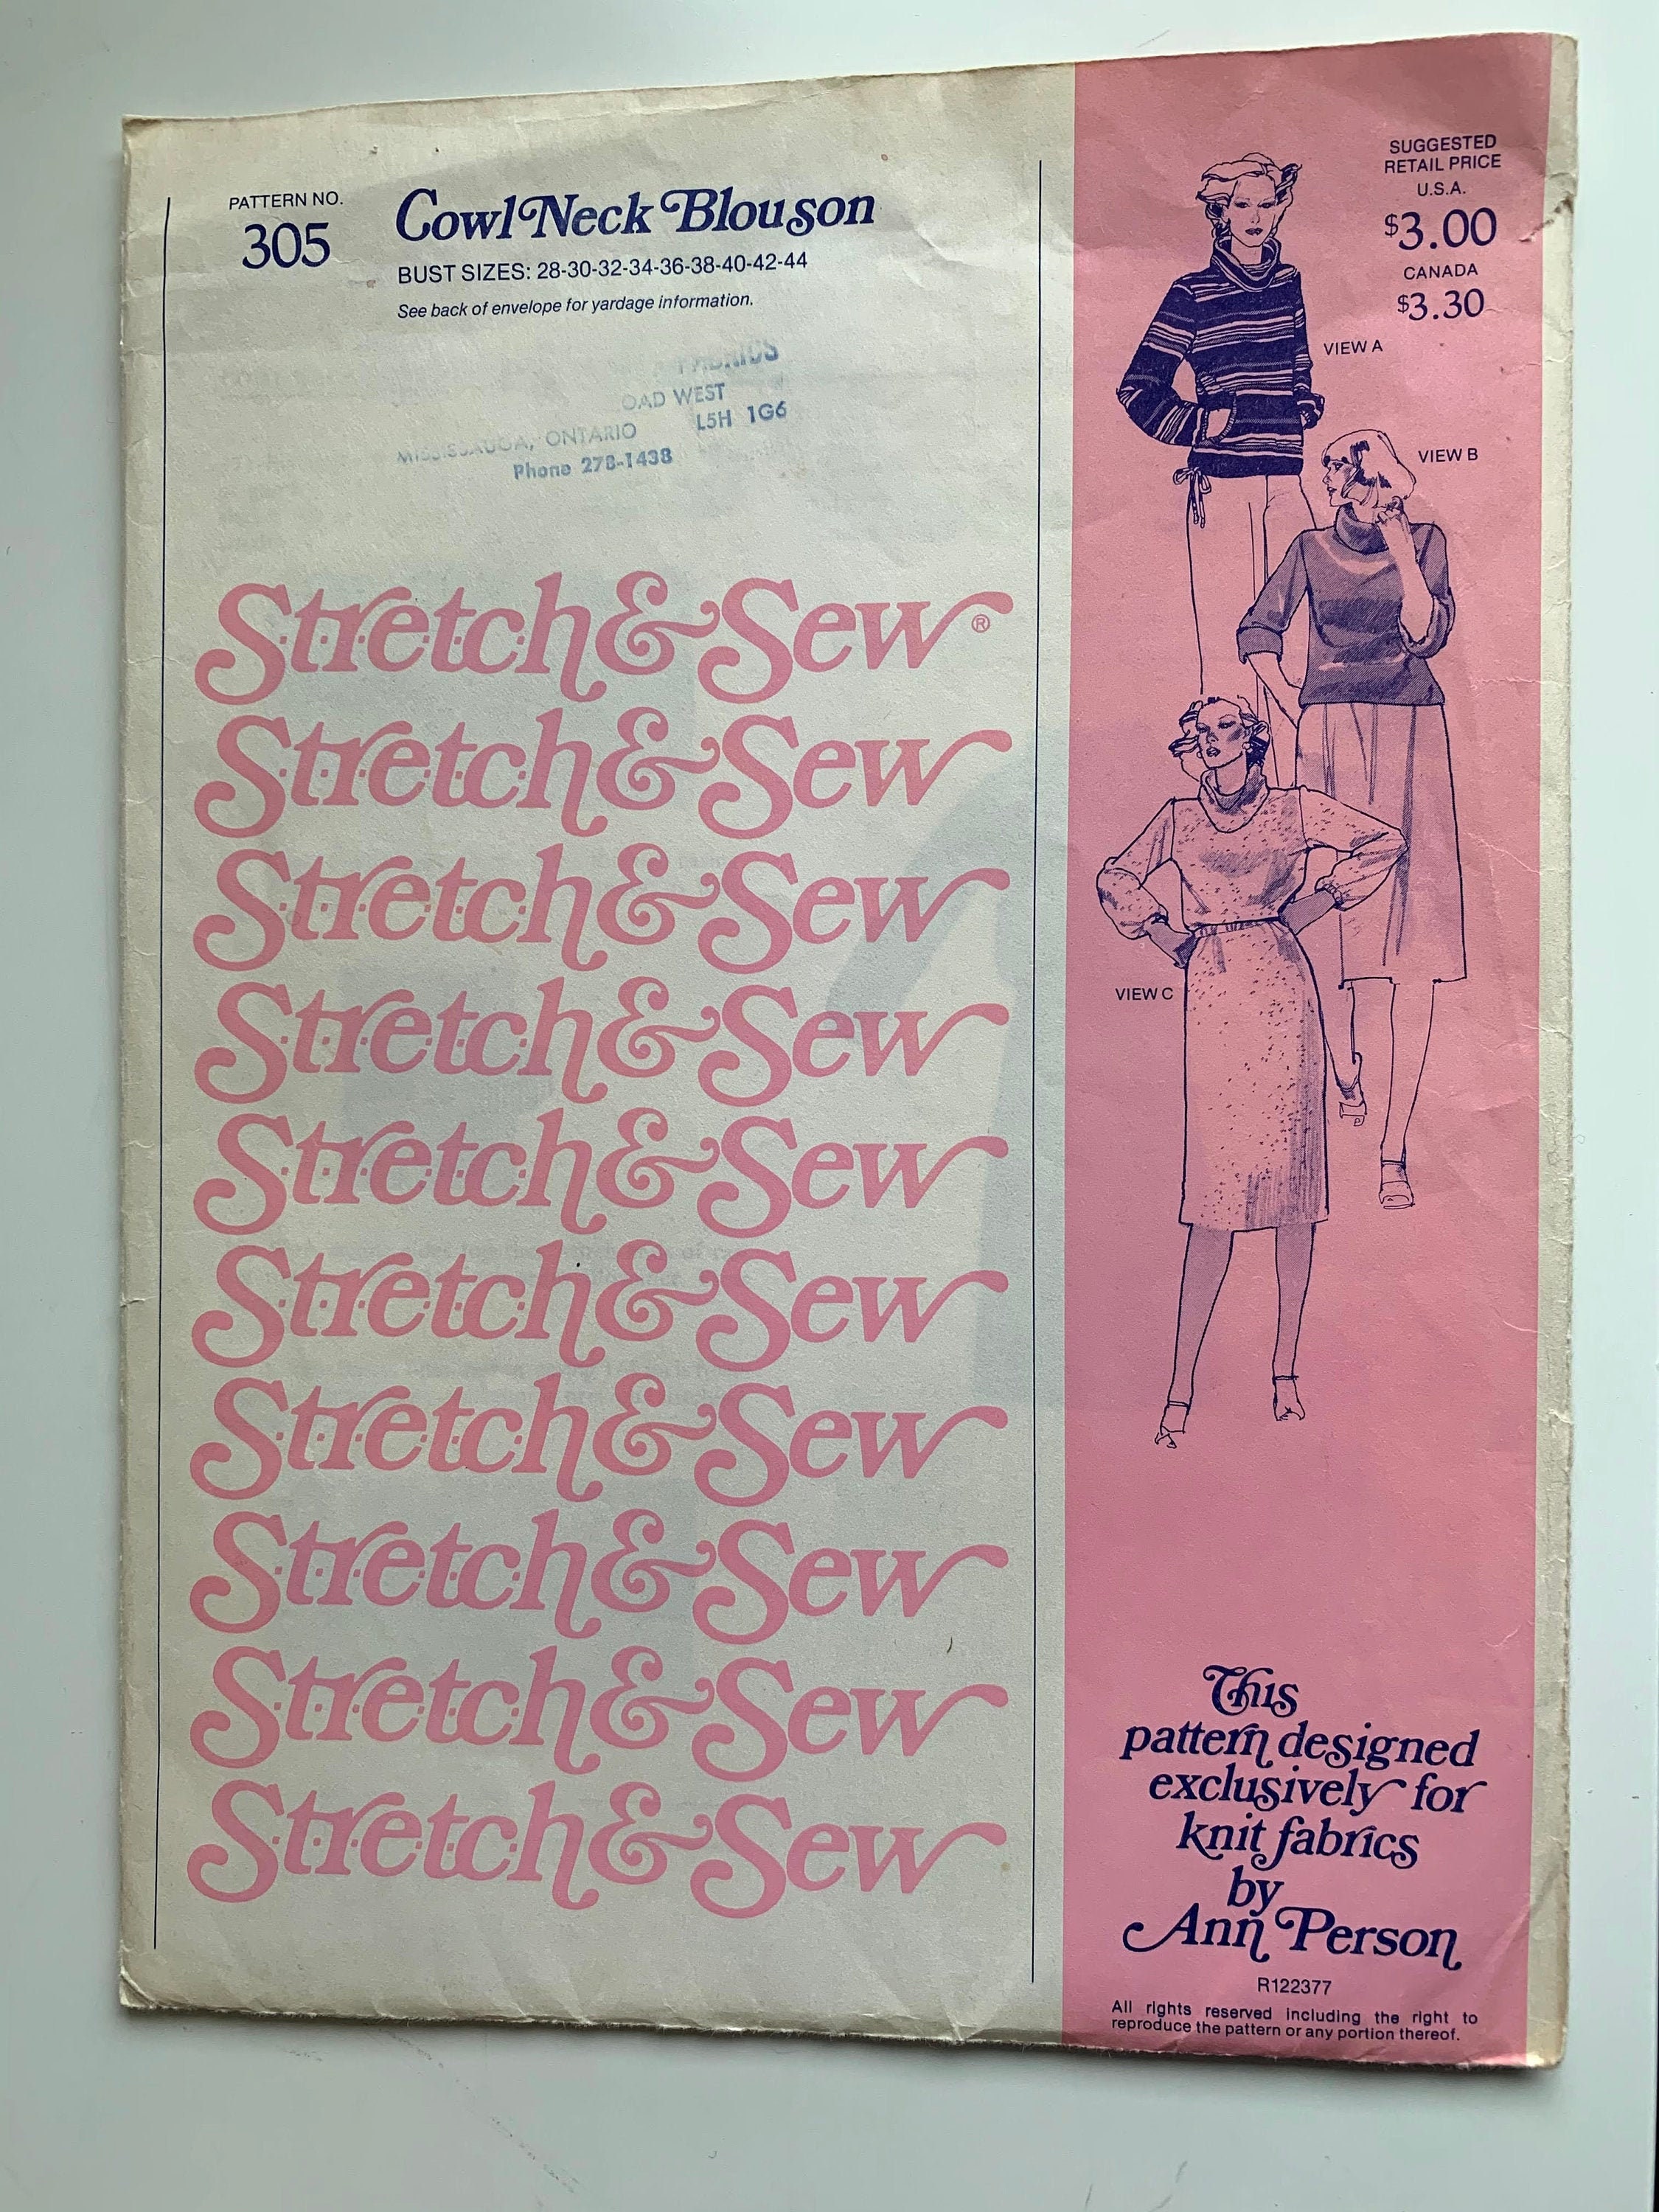 PATTERN NO.
305
Cowl Neck Blouson
BUST SIZES: 28-30-32-34-36-38-40-42-44
See back of envelope for yardage information.
FABRICS
OAD WEST
L5H 1G6
MISSISSAUGA, ONTARIO
Phone 278-1438
Stretch & Sew®
Stretch & Sew
Stretch & Sew
Stretch & Sew
Stretch & Sew
Stretch & Sew
Stretch & Sew
Stretch & Sew
Stretch & Sew
Stretch & Sew
SUGGESTED
RETAIL PRICE
U.S.A.
$3.00
CANADA
$3.30
VIEW A
VIEW B
VIEW C
This
pattern designed
exclusively for
knit fabrics
by
Ann Person
R122377
All rights reserved including the right to
reproduce the pattern or any portion thereof.